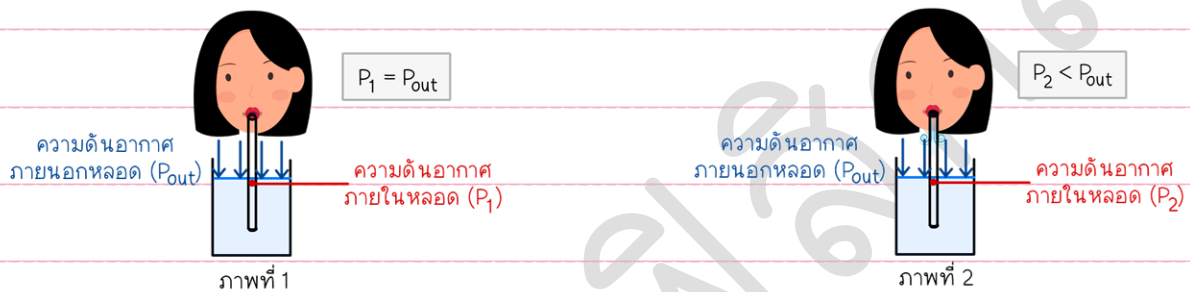 P₁ = Pout
ความดันอากาศ
ภายนอกหลอด (Pout)
ความดันอากาศ
ภายในหลอด (P₁)
ภาพที่ 1
P₂ < Pout
ความดันอากาศ
ภายนอกหลอด (Pout)
ความดันอากาศ
ภายในหลอด (P₂)
ภาพที่ 2